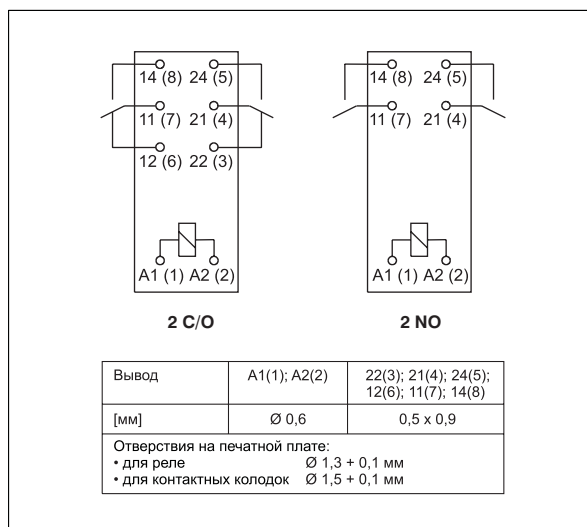 14 (8) 24 (5) 14 (8) 24 (5)
11 (7) 21 (4) 11 (7) 21 (4)
12 (6) 22 (3)
A1 (1) A2 (2) A1 (1) A2 (2)
2 C/O 2 NO
Вывод A1(1); A2(2) 22(3); 21(4); 24(5);
12(6); 11(7); 14(8)
[мм] Ø 0,6 0,5 x 0,9
Отверстия на печатной плате:
• для реле Ø 1,3 + 0,1 мм
• для контактных колодок Ø 1,5 + 0,1 мм